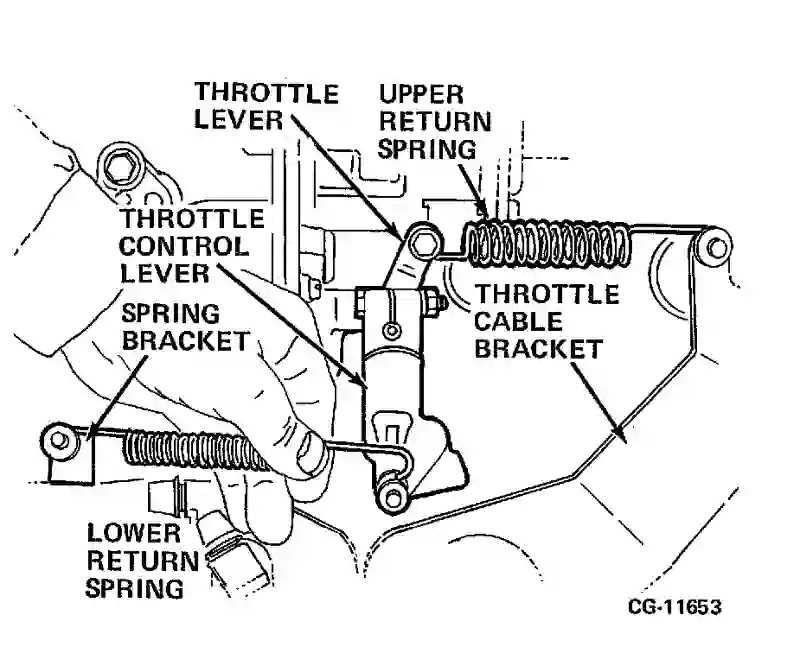 THROTTLE
LEVER
UPPER
RETURN
SPRING
THROTTLE
CONTROL
LEVER
SPRING
BRACKET
THROTTLE
CABLE
BRACKET
LOWER
RETURN
SPRING
CG-11653